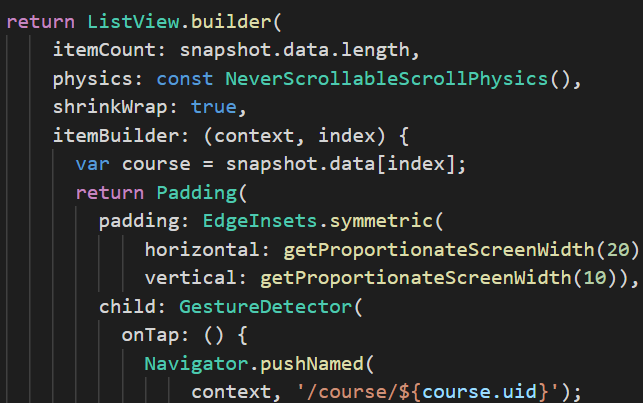 return ListView.builder(
itemCount: snapshot.data.length,
physics: const NeverScrollableScrollPhysics(),
shrinkWrap: true,
itemBuilder: (context, index) {
var course = snapshot.data[index];
return Padding(
padding: EdgeInsets.symmetric(
horizontal: getProportionateScreenWidth(20)
vertical: getProportionateScreenWidth(10)),
child: GestureDetector(
onTap: () {
Navigator.pushNamed(
context, '/course/${course.uid}');